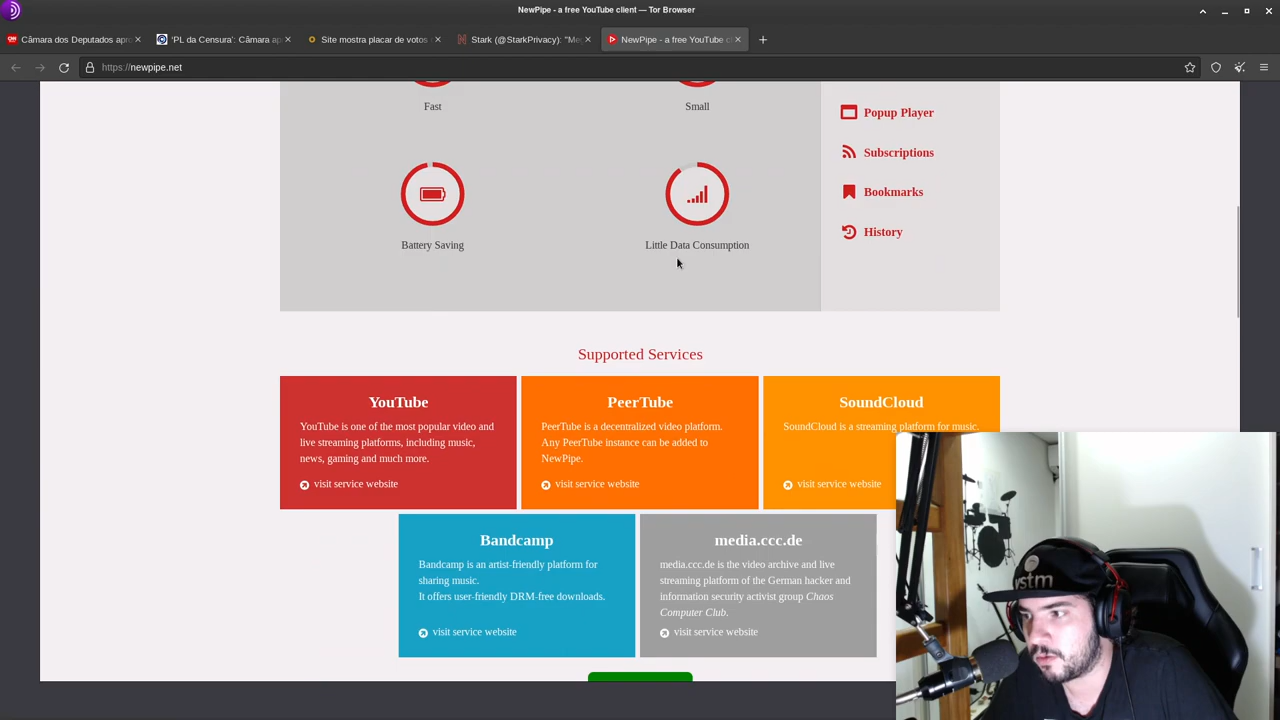 NewPipe - a free YouTube client — Tor Browser
Câmara dos Deputados apr
'PL da Censura': Câmara ap
Site mostra placar de votos
Stark (@StarkPrivacy): "Me
NewPipe - a free YouTube c
https://newpipe.net
Fast
Small
Battery Saving
Little Data Consumption
Popup Player
Subscriptions
Bookmarks
History
Supported Services
YouTube
YouTube is one of the most popular video and
live streaming platforms, including music,
news, gaming and much more.
visit service website
PeerTube
PeerTube is a decentralized video platform.
Any PeerTube instance can be added to
NewPipe.
visit service website
SoundCloud
SoundCloud is a streaming platform for music.
visit service website
Bandcamp
Bandcamp is an artist-friendly platform for
sharing music.
It offers user-friendly DRM-free downloads.
visit service website
media.ccc.de
media.ccc.de is the video archive and live
streaming platform of the German hacker and
information security activist group Chaos
Computer Club.
visit service website